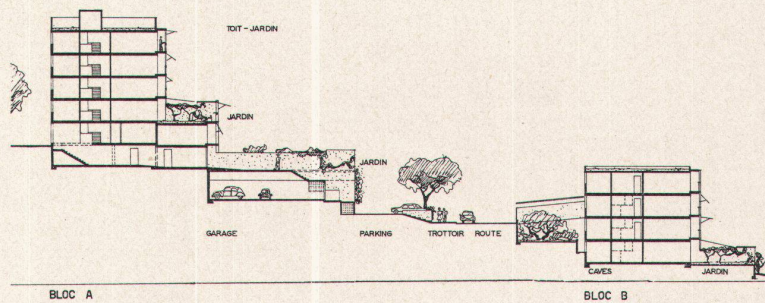 TOIT-JARDIN
JARDIN
JARDIN
GARAGE
PARKING
TROTTOIR
ROUTE
CAVES
JARDIN
BLOC A
BLOC B